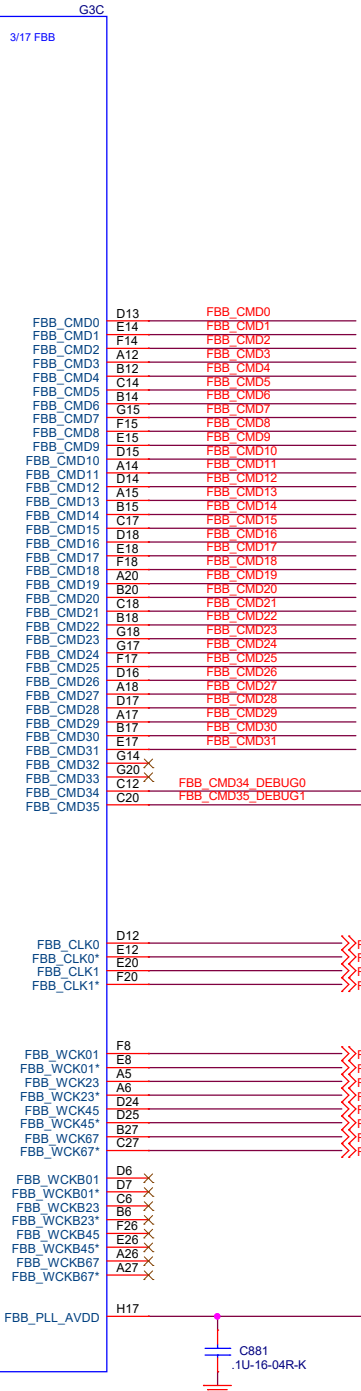 G3C
3/17 FBB
FBB_CMD0 D13 FBB_CMD0
FBB_CMD1 E14 FBB_CMD1
FBB_CMD2 F14 FBB_CMD2
FBB_CMD3 A12 FBB_CMD3
FBB_CMD4 B12 FBB_CMD4
FBB_CMD5 C14 FBB_CMD5
FBB_CMD6 B14 FBB_CMD6
FBB_CMD7 G15 FBB_CMD7
FBB_CMD8 F15 FBB_CMD8
FBB_CMD9 E15 FBB_CMD9
FBB_CMD10 D15 FBB_CMD10
FBB_CMD11 A14 FBB_CMD11
FBB_CMD12 D14 FBB_CMD12
FBB_CMD13 A15 FBB_CMD13
FBB_CMD14 B15 FBB_CMD14
FBB_CMD15 C17 FBB_CMD15
FBB_CMD16 D18 FBB_CMD16
FBB_CMD17 E18 FBB_CMD17
FBB_CMD18 F18 FBB_CMD18
FBB_CMD19 A20 FBB_CMD19
FBB_CMD20 B20 FBB_CMD20
FBB_CMD21 C18 FBB_CMD21
FBB_CMD22 B18 FBB_CMD22
FBB_CMD23 G18 FBB_CMD23
FBB_CMD24 G17 FBB_CMD24
FBB_CMD25 F17 FBB_CMD25
FBB_CMD26 D16 FBB_CMD26
FBB_CMD27 A18 FBB_CMD27
FBB_CMD28 D17 FBB_CMD28
FBB_CMD29 A17 FBB_CMD29
FBB_CMD30 B17 FBB_CMD30
FBB_CMD31 E17 FBB_CMD31
FBB_CMD32 G14
FBB_CMD33 G20
FBB_CMD34 C12 FBB_CMD34_DEBUG0
FBB_CMD35 C20 FBB_CMD35_DEBUG1
FBB_CLK0 D12
FBB_CLK0* E12
FBB_CLK1 E20
FBB_CLK1* F20
FBB_WCK01 F8
FBB_WCK01* E8
FBB_WCK23 A5
FBB_WCK23* A6
FBB_WCK45 D24
FBB_WCK45* D25
FBB_WCK67 B27
FBB_WCK67* C27
FBB_WCKB01 D6
FBB_WCKB01* D7
FBB_WCKB23 C6
FBB_WCKB23* B6
FBB_WCKB45 F26
FBB_WCKB45* E26
FBB_WCKB67 A26
FBB_WCKB67* A27
FBB_PLL_AVDD H17
C881
.1U-16-04R-K